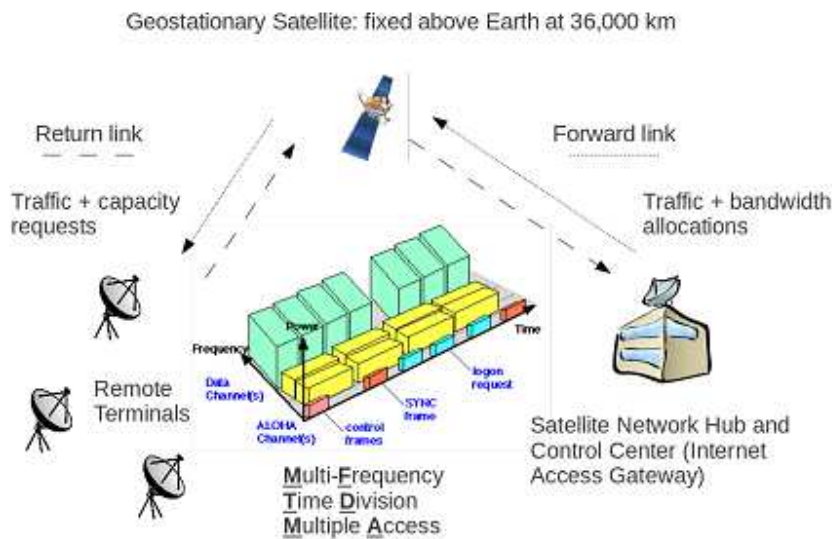 Geostationary Satellite: fixed above Earth at 36,000 km
Return link
Forward link
Traffic + capacity
requests
Traffic + bandwidth
allocations
Power
Time
Frequency
Data
Channel(s)
logon
request
SYNC
frame
ALOHA
Channel(s)
control
frames
Remote
Terminals
Satellite Network Hub and
Control Center (Internet
Access Gateway)
Multi-Frequency
Time Division
Multiple Access